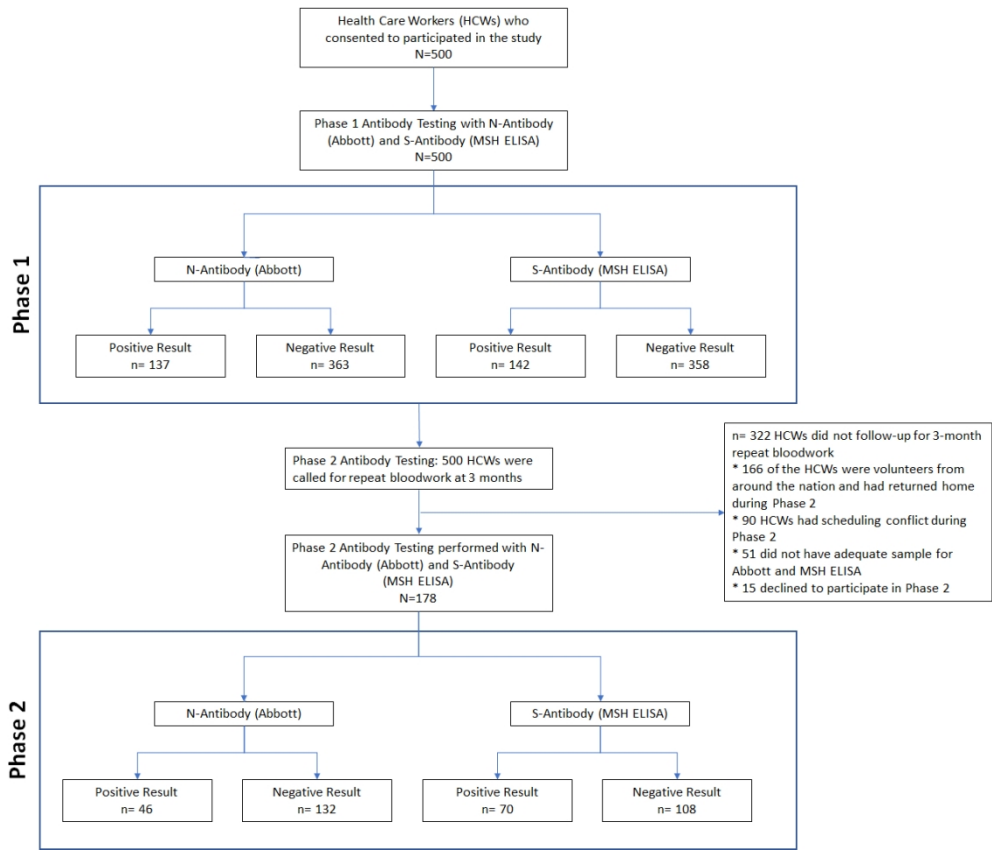 Health Care Workers (HCWs) who
consented to participated in the study
N=500
Phase 1 Antibody Testing with N-Antibody
(Abbott) and S-Antibody (MSH ELISA)
N=500
Phase 1
N-Antibody (Abbott)
S-Antibody (MSH ELISA)
Positive Result
n= 137
Negative Result
n= 363
Positive Result
n= 142
Negative Result
n= 358
Phase 2 Antibody Testing: 500 HCWs were
called for repeat bloodwork at 3 months
n= 322 HCWs did not follow-up for 3-month
repeat bloodwork
* 166 of the HCWs were volunteers from
around the nation and had returned home
during Phase 2
* 90 HCWs had scheduling conflict during
Phase 2
* 51 did not have adequate sample for
Abbott and MSH ELISA
* 15 declined to participate in Phase 2
Phase 2 Antibody Testing performed with N-
Antibody (Abbott) and S-Antibody
(MSH ELISA)
N=178
Phase 2
N-Antibody (Abbott)
S-Antibody (MSH ELISA)
Positive Result
n= 46
Negative Result
n= 132
Positive Result
n= 70
Negative Result
n= 108